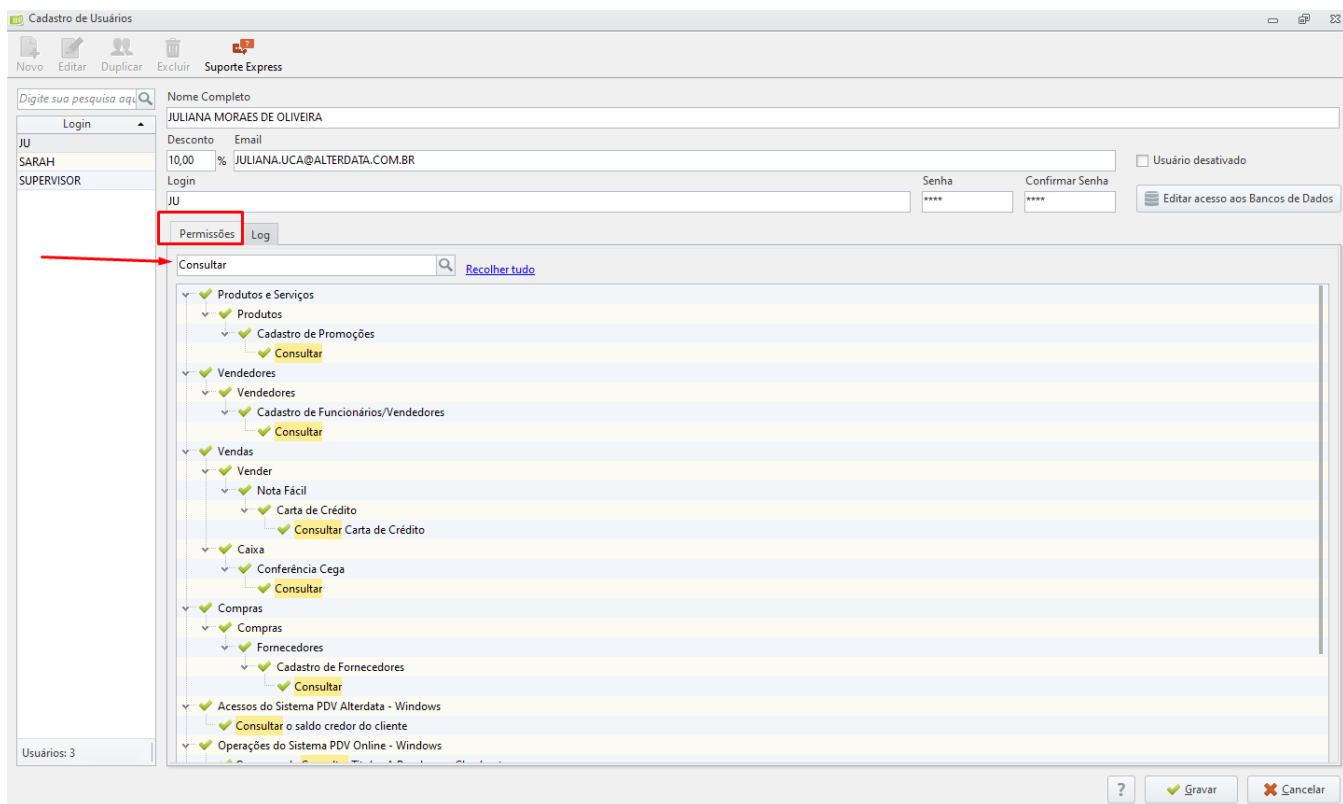 Cadastro de Usuários
Novo Editar Duplicar Excluir Suporte Express
Digite sua pesquisa aqu
Login
JU
SARAH
SUPERVISOR
Usuários: 3
Nome Completo
JULIANA MORAES DE OLIVEIRA
Desconto Email
10,00 % JULIANA.UCA@ALTERDATA.COM.BR
Usuário desativado
Login Senha Confirmar Senha
JU **** ****
Editar acesso aos Bancos de Dados
Permissões Log
Consultar Recolher tudo
Produtos e Serviços
Produtos
Cadastro de Promoções
Consultar
Vendedores
Vendedores
Cadastro de Funcionários/Vendedores
Consultar
Vendas
Vender
Nota Fácil
Carta de Crédito
Consultar Carta de Crédito
Caixa
Conferência Cega
Consultar
Compras
Compras
Fornecedores
Cadastro de Fornecedores
Consultar
Acessos do Sistema PDV Alterdata - Windows
Consultar o saldo credor do cliente
Operações do Sistema PDV Online - Windows
? Gravar Cancelar